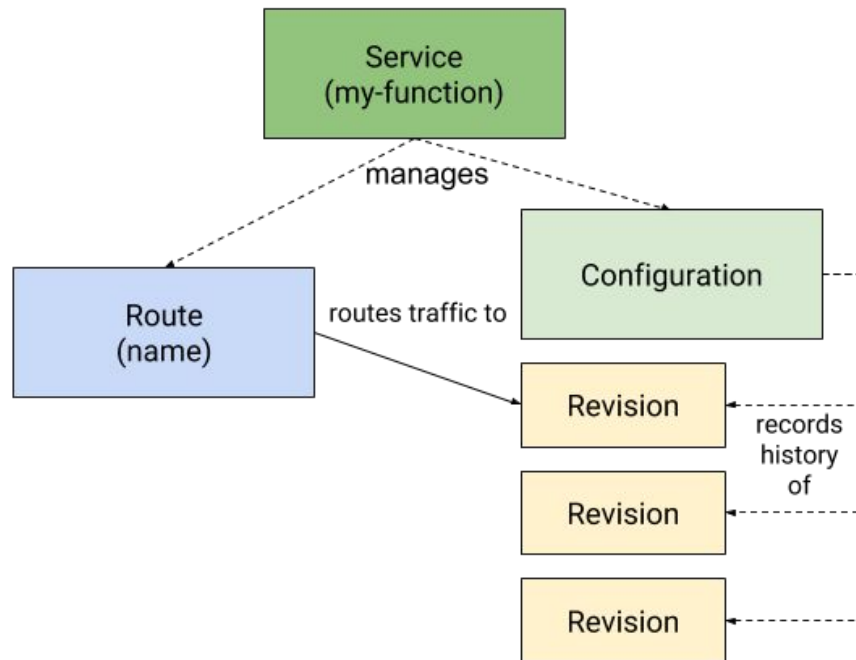 Service
(my-function)
manages
Configuration
Route
(name)
routes traffic to
Revision
records
history
of
Revision
Revision